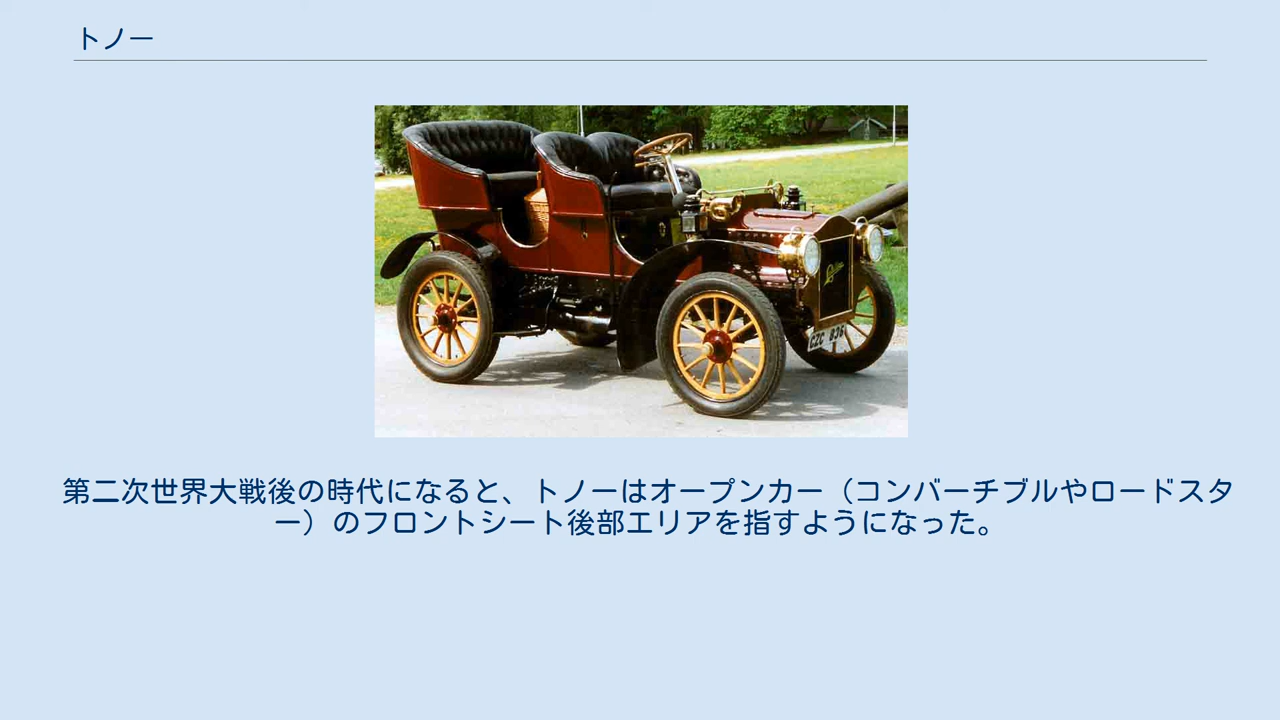 トノー
Cadillac
CZC 836
第二次世界大戦後の時代になると、トノーはオープンカー（コンバーチブルやロードスタ
ー）のフロントシート後部エリアを指すようになった。